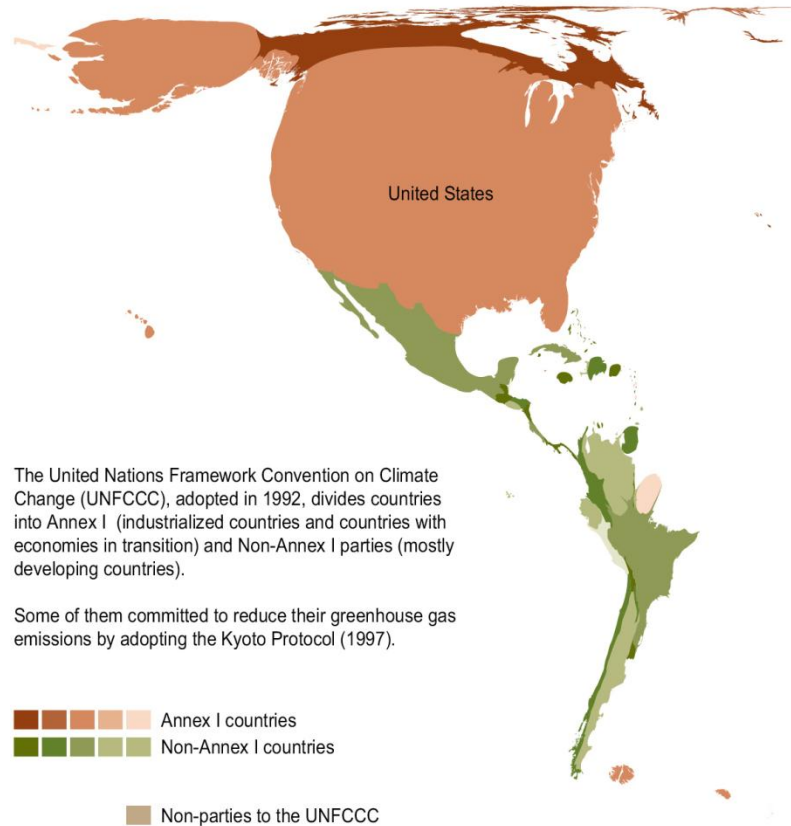 United States
The United Nations Framework Convention on Climate
Change (UNFCCC), adopted in 1992, divides countries
into Annex I (industrialized countries and countries with
economies in transition) and Non-Annex I parties (mostly
developing countries).
Some of them committed to reduce their greenhouse gas
emissions by adopting the Kyoto Protocol (1997).
Annex I countries
Non-Annex I countries
Non-parties to the UNFCCC